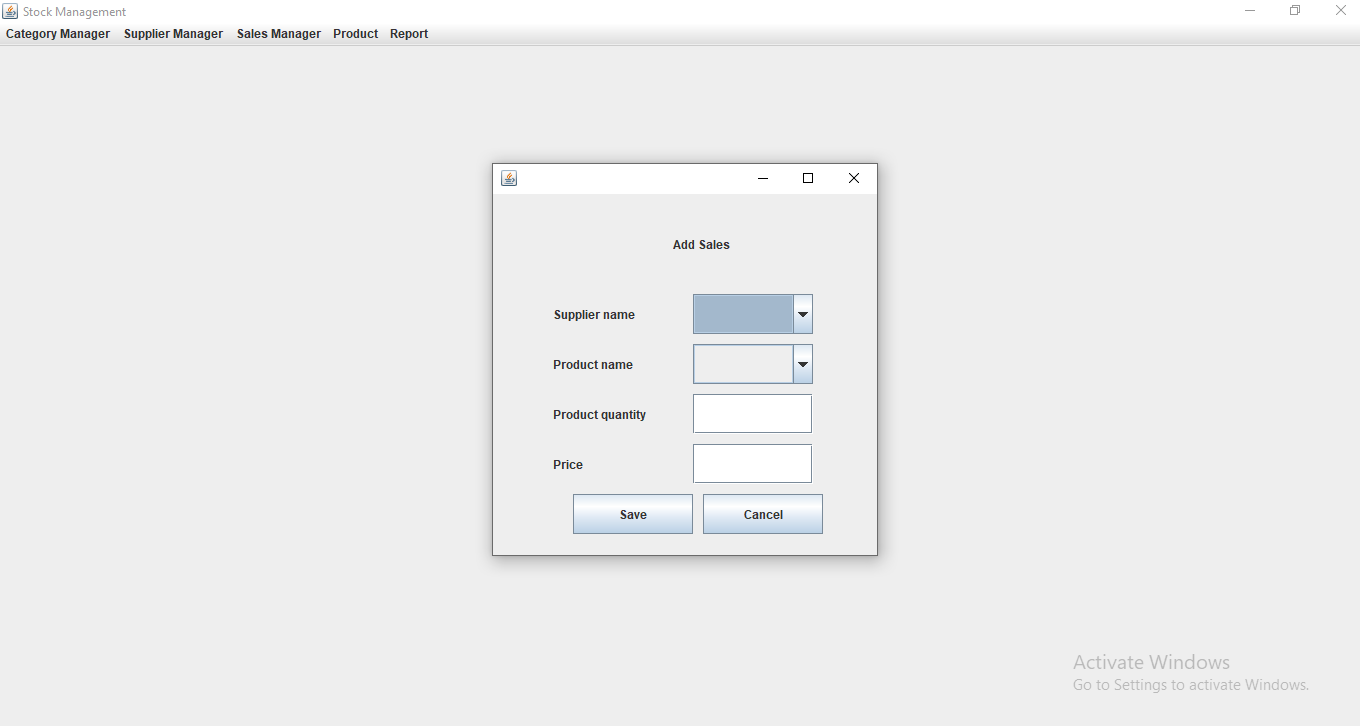 Stock Management
Category Manager Supplier Manager Sales Manager Product Report
Add Sales
Supplier name
Product name
Product quantity
Price
Save Cancel
Activate Windows
Go to Settings to activate Windows.